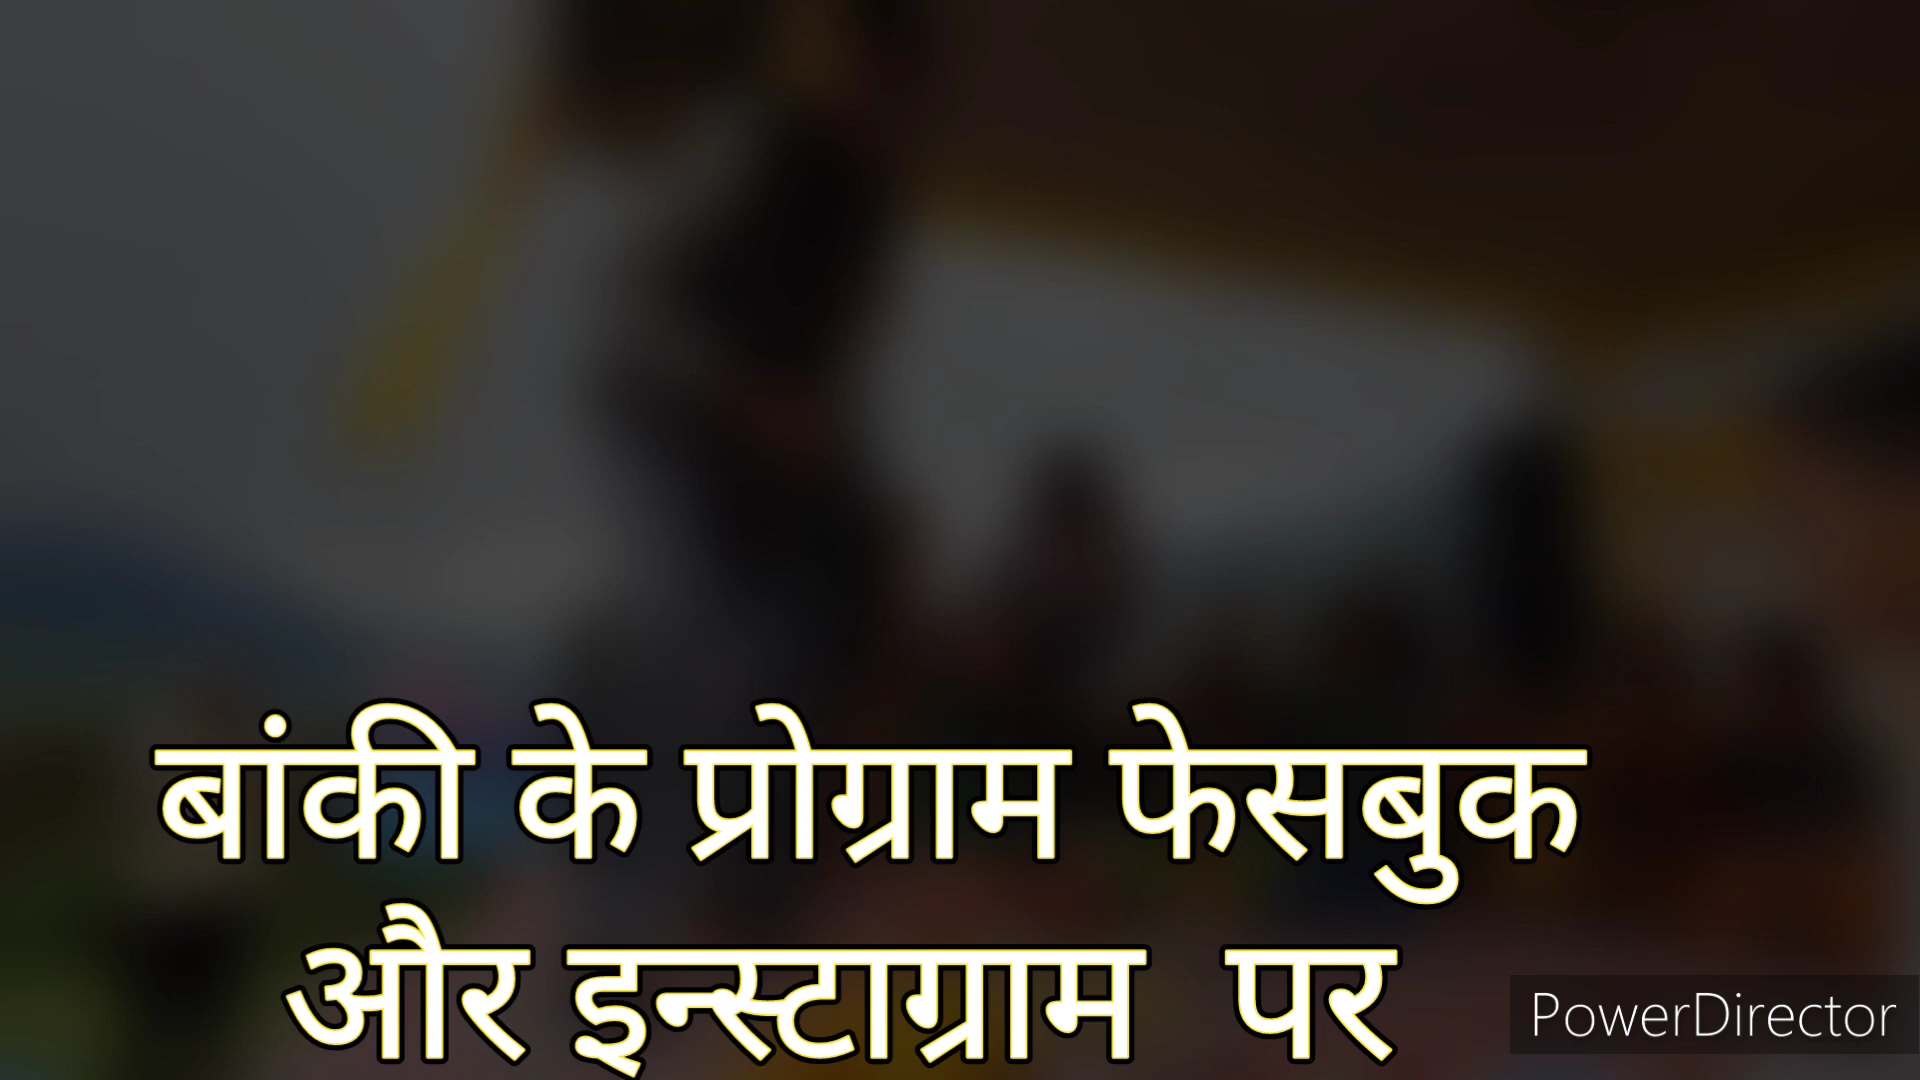 बांकी के प्रोग्राम फेसबुक
और इन्स्टाग्राम पर
PowerDirector